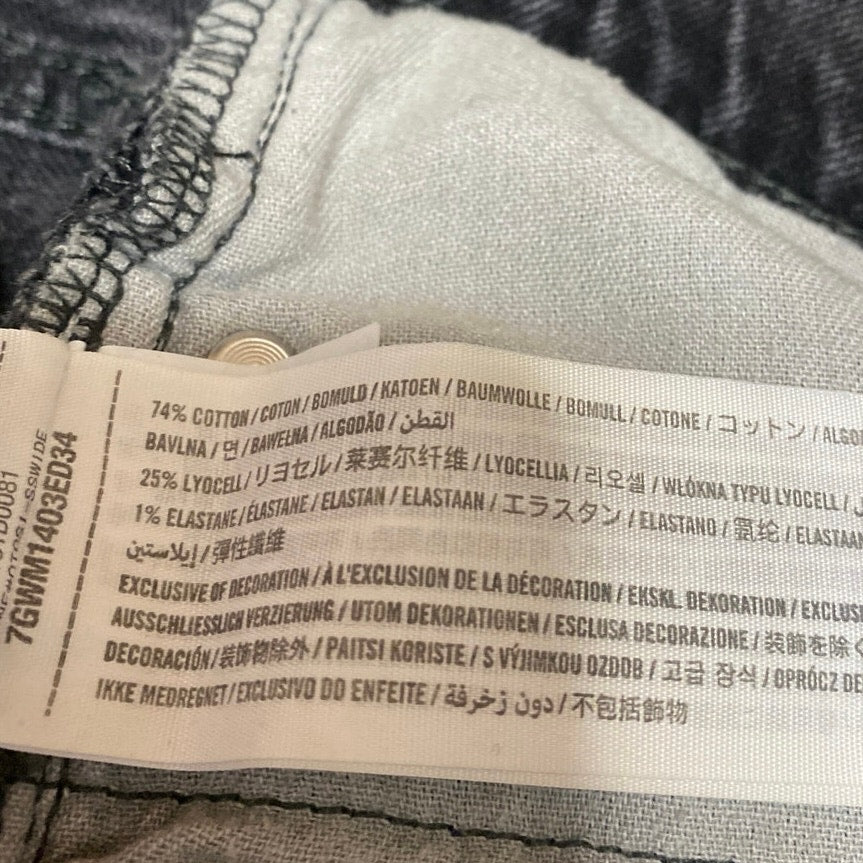 74% COTTON / COTON / BOMULD / KATOEN / BAUMWOLLE / BOMULL / COTONE / コットン /
BAVLNA / 면 / BAWEŁNA / ALGODÃO / القطن
25% LYOCELL / リヨセル / 莱赛尔纤维 / LYOCELLIA / 리오셀 / WŁÓKNA TYPU LYOCELL /
1% ELASTANE / ÉLASTANE / ELASTAN / ELASTAAN / エラスタン / ELASTANO / 氨纶 / ELASTAAN
إيلاستين / 彈性纖維
EXCLUSIVE OF DECORATION / À L'EXCLUSION DE LA DÉCORATION / EKSKL. DEKORATION /
AUSSCHLIESSLICH VERZIERUNG / UTOM DEKORATIONEN / ESCLUSA DECORAZIONE / 装飾を除く
DECORACIÓN / 装饰物除外 / PAITSI KORISTE / S VÝJIMKOU OZDOB / 고급 장식 / OPRÓCZ
IKKE MEDREGNET / EXCLUSIVO DO ENFEITE / دون زخرفة / 不包括飾物
7GWM1403ED34